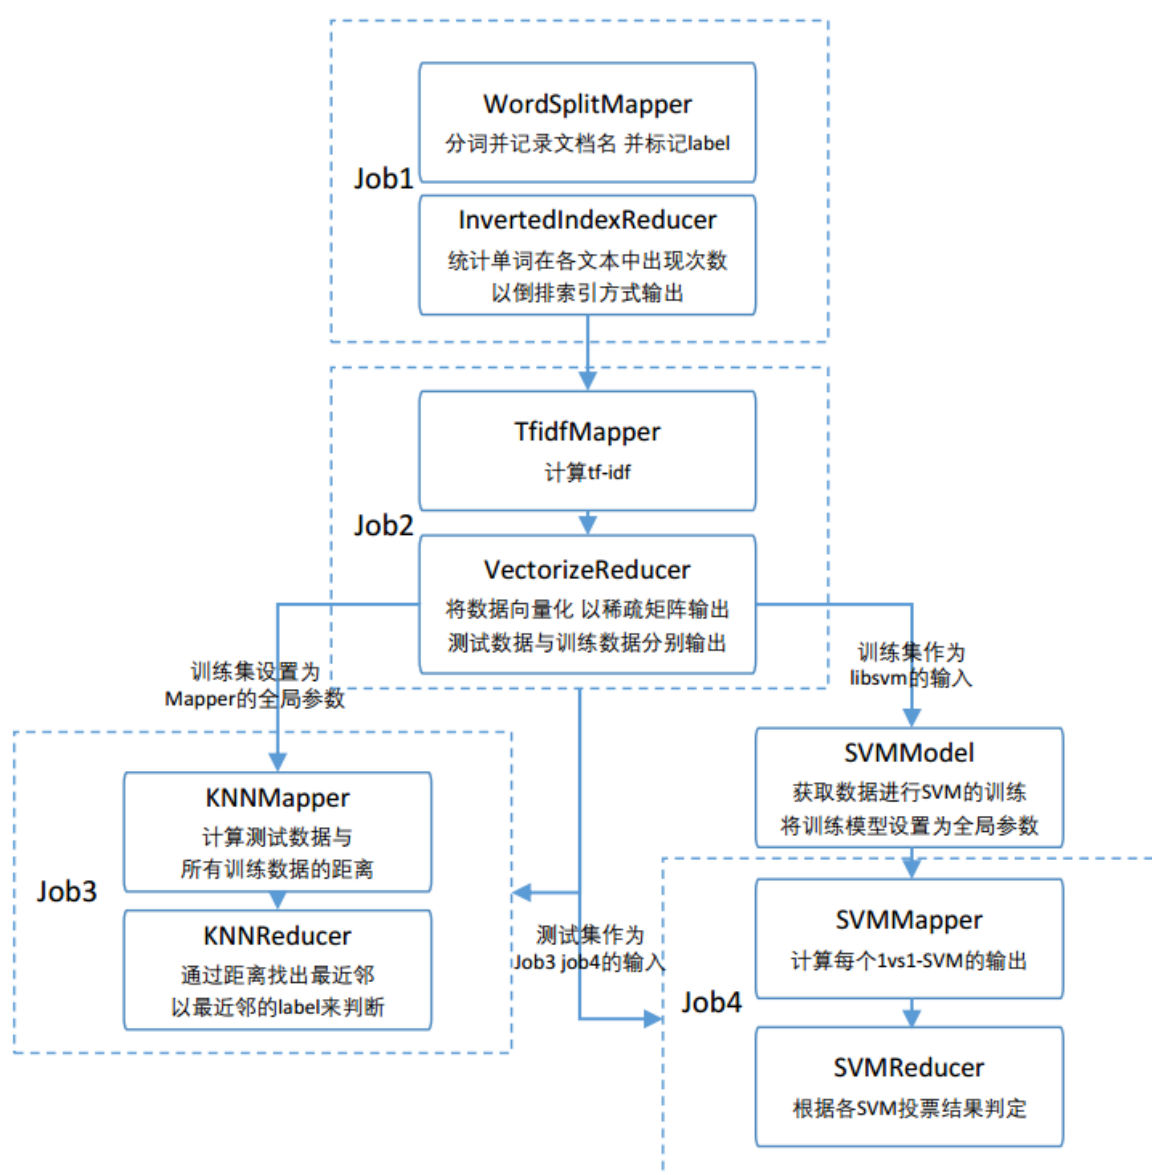 WordSplitMapper
分词并记录文档名 并标记label
Job1
InvertedIndexReducer
统计单词在各文本中出现次数
以倒排索引方式输出
TfidfMapper
计算tf-idf
Job2
VectorizeReducer
将数据向量化 以稀疏矩阵输出
测试数据与训练数据分别输出
训练集设置为
Mapper的全局参数
训练集作为
libsvm的输入
KNNMapper
计算测试数据与
所有训练数据的距离
Job3
KNNReducer
通过距离找出最近邻
以最近邻的label来判断
测试集作为
Job3 job4的输入
SVMModel
获取数据进行SVM的训练
将训练模型设置为全局参数
SVMMapper
计算每个1vs1-SVM的输出
Job4
SVMReducer
根据各SVM投票结果判定